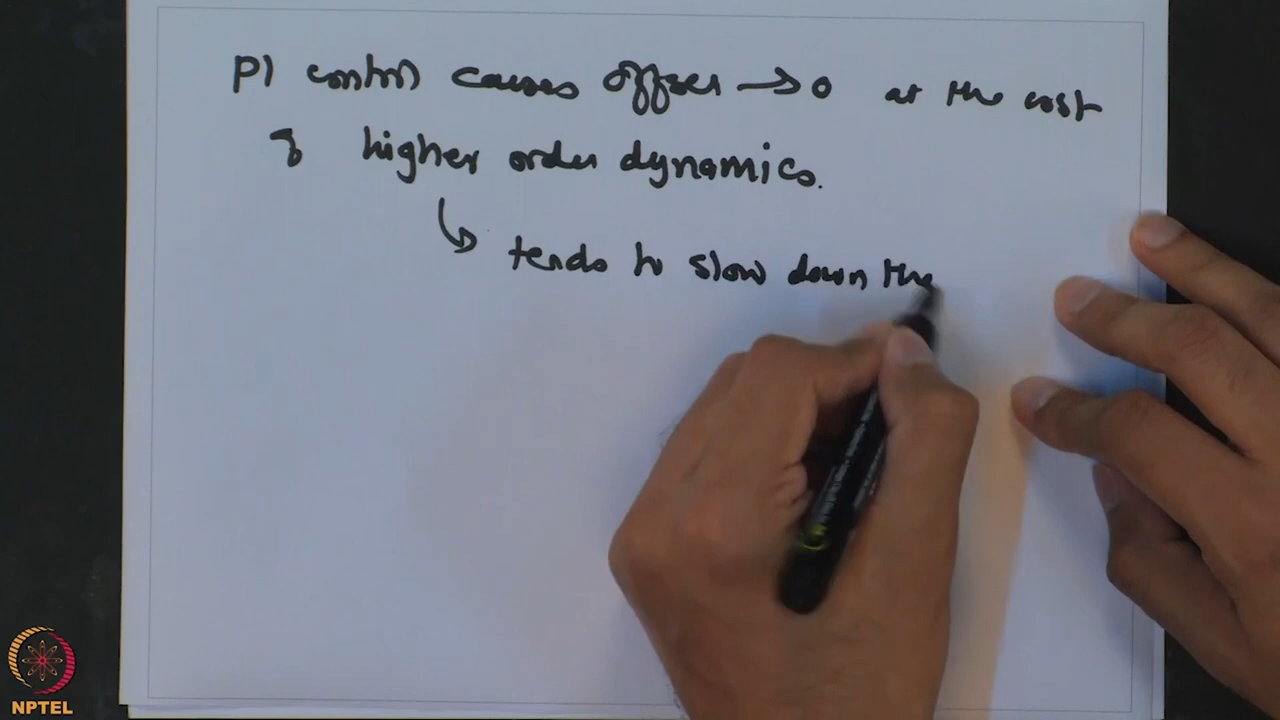 PI control causes offset → 0 at the cost
of higher order dynamics.
↳ tends to slow down the
NPTEL